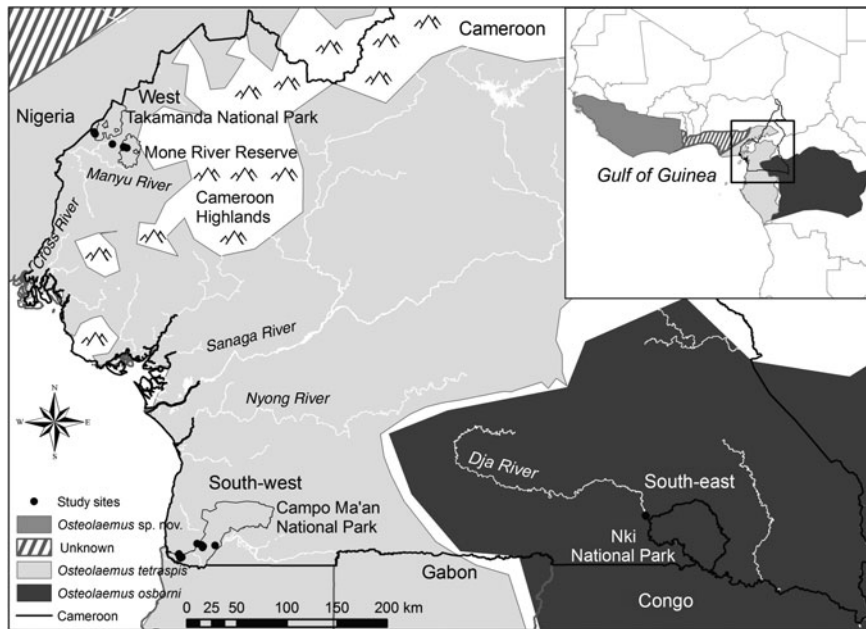 Cameroon
Nigeria
West
Takamanda National Park
Mone River Reserve
Manyu River
Cameroon
Highlands
Cross River
Gulf of Guinea
Sanaga River
Nyong River
N
W
E
S
Dja River
South-east
Nki
National Park
South-west
Campo Ma'an
National Park
Gabon
Congo
Study sites
Osteolaemus sp. nov.
Unknown
Osteolaemus tetraspis
Osteolaemus osborni
Cameroon
0 25 50 100 150 200 km